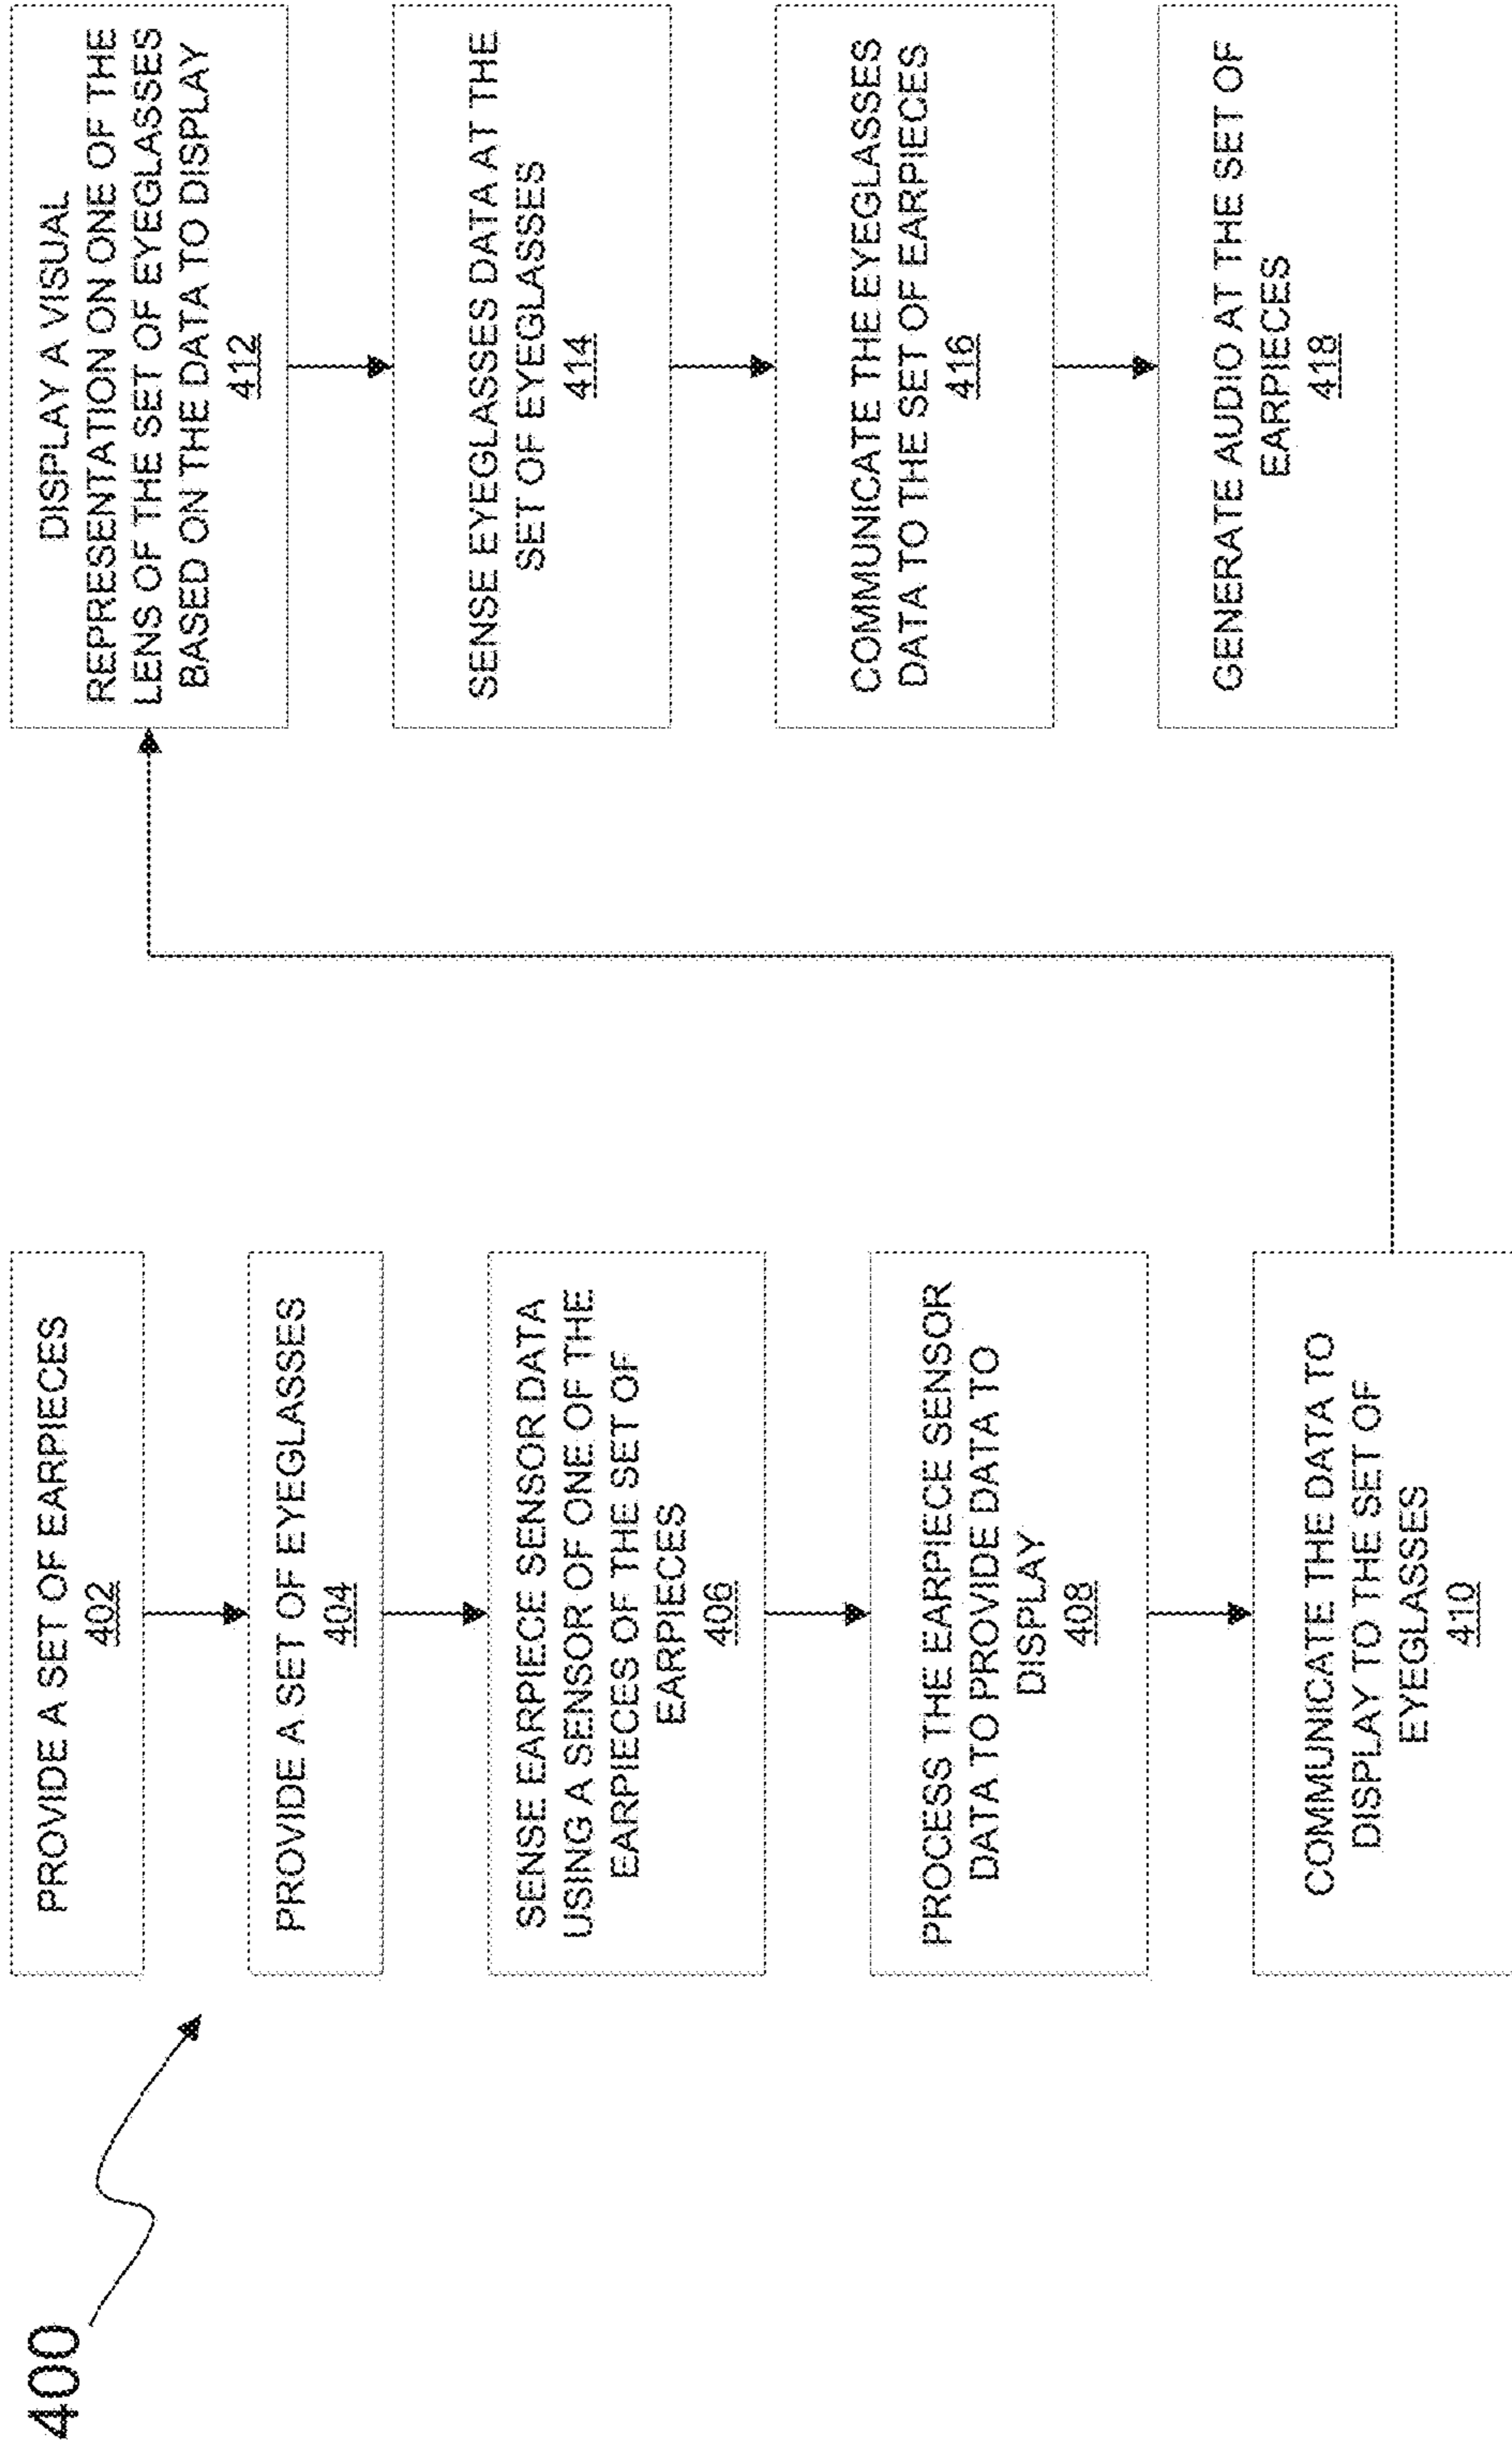 400
PROVIDE A SET OF EARPIECES
402
PROVIDE A SET OF EYEGLASSES
404
SENSE EARPIECE SENSOR DATA
USING A SENSOR OF ONE OF THE
EARPIECES OF THE SET OF
EARPIECES
406
PROCESS THE EARPIECE SENSOR
DATA TO PROVIDE DATA TO
DISPLAY
408
COMMUNICATE THE DATA TO
DISPLAY TO THE SET OF
EYEGLASSES
410
DISPLAY A VISUAL
REPRESENTATION ON ONE OF THE
LENS OF THE SET OF EYEGLASSES
BASED ON THE DATA TO DISPLAY
412
SENSE EYEGLASSES DATA AT THE
SET OF EYEGLASSES
414
COMMUNICATE THE EYEGLASSES
DATA TO THE SET OF EARPIECES
416
GENERATE AUDIO AT THE SET OF
EARPIECES
418